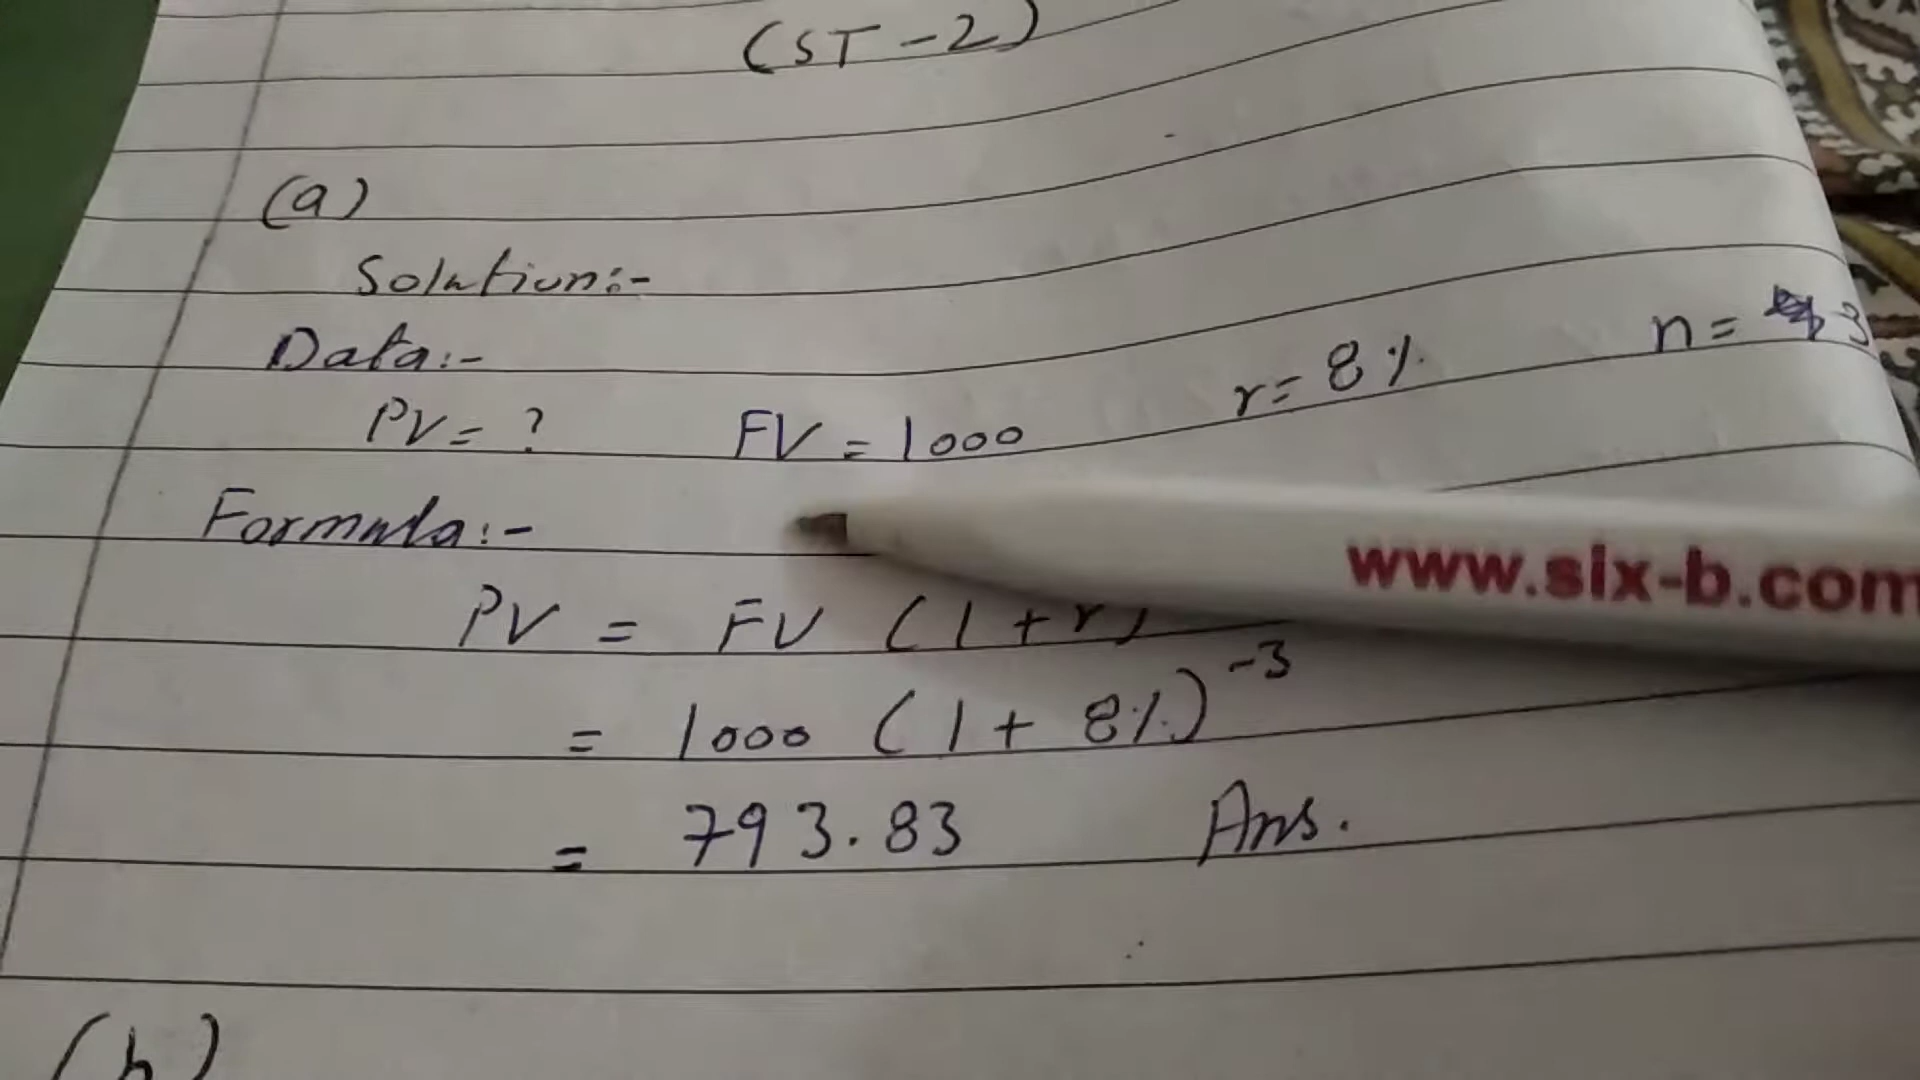 (ST-2)
(a)
Solution:-
Data:-
PV = ? FV = 1000 r = 8% n = 3
Formula:-
www.six-b.com
PV = FV (1+r)
= 1000 (1 + 8%)⁻³
= 793.83 Ans.
(b)